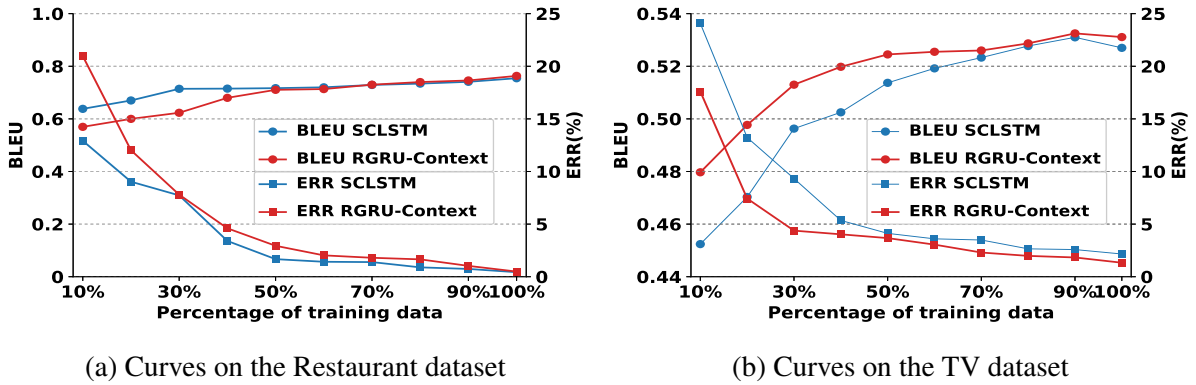 1.0
0.8
0.6
0.4
0.2
0
BLEU
25
20
15
10
5
0
ERR(%)
10% 30% 50% 70% 90% 100%
Percentage of training data
BLEU SCLSTM
BLEU RGRU-Context
ERR SCLSTM
ERR RGRU-Context
(a) Curves on the Restaurant dataset
0.54
0.52
0.50
0.48
0.46
0.44
BLEU
25
20
15
10
5
0
ERR(%)
10% 30% 50% 70% 90% 100%
Percentage of training data
BLEU SCLSTM
BLEU RGRU-Context
ERR SCLSTM
ERR RGRU-Context
(b) Curves on the TV dataset